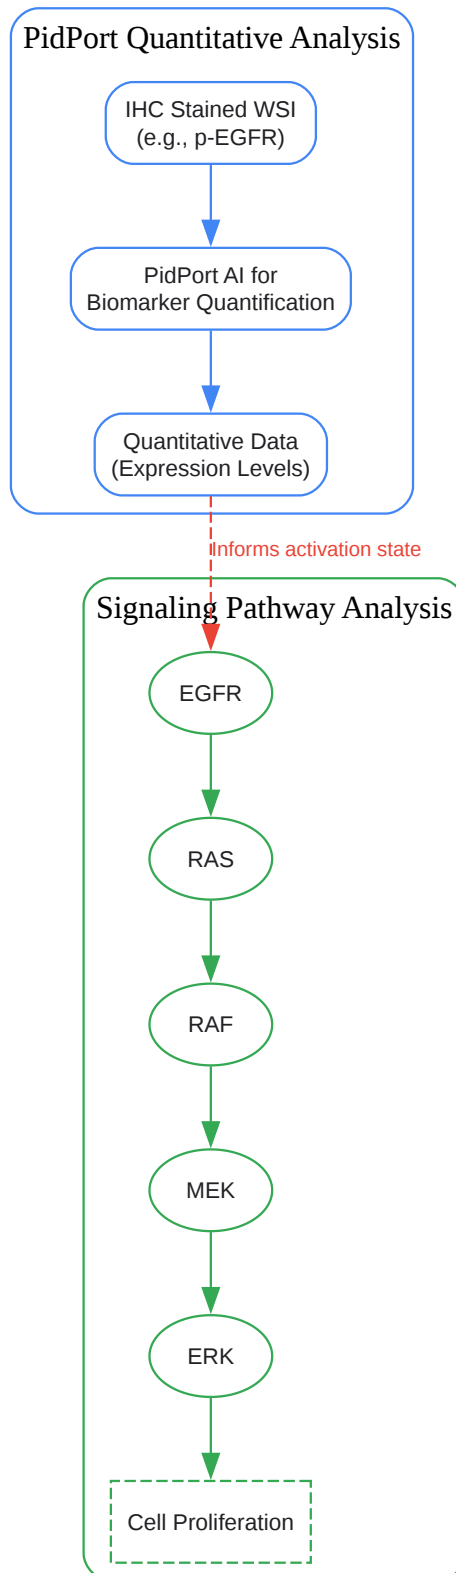 PidPort Quantitative Analysis
IHC Stained WSI
(e.g., p-EGFR)
PidPort AI for
Biomarker Quantification
Quantitative Data
(Expression Levels)
Informs activation state
Signaling Pathway Analysis
EGFR
RAS
RAF
MEK
ERK
Cell Proliferation